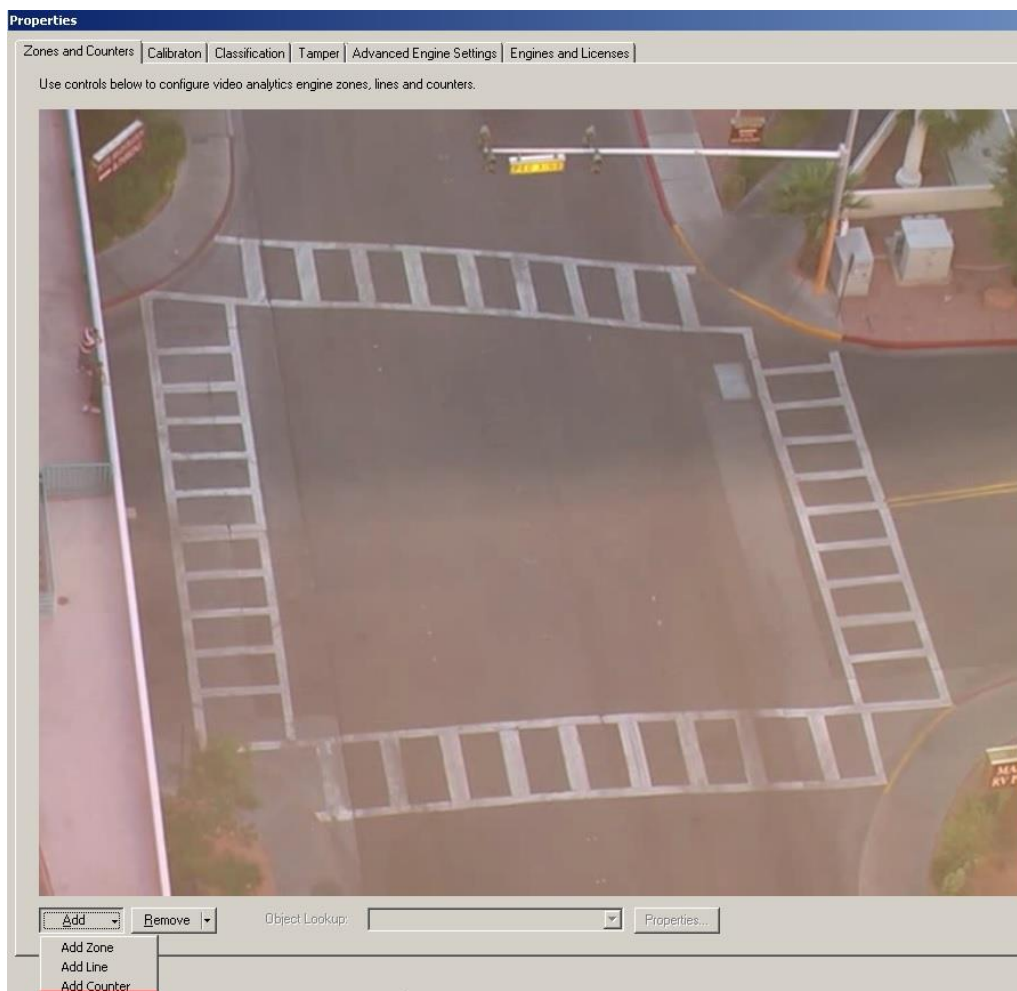 Properties
Zones and Counters Calibraton Classification Tamper Advanced Engine Settings Engines and Licenses
Use controls below to configure video analytics engine zones, lines and counters.
Add Remove Object Lookup: Properties...
Add Zone
Add Line
Add Counter